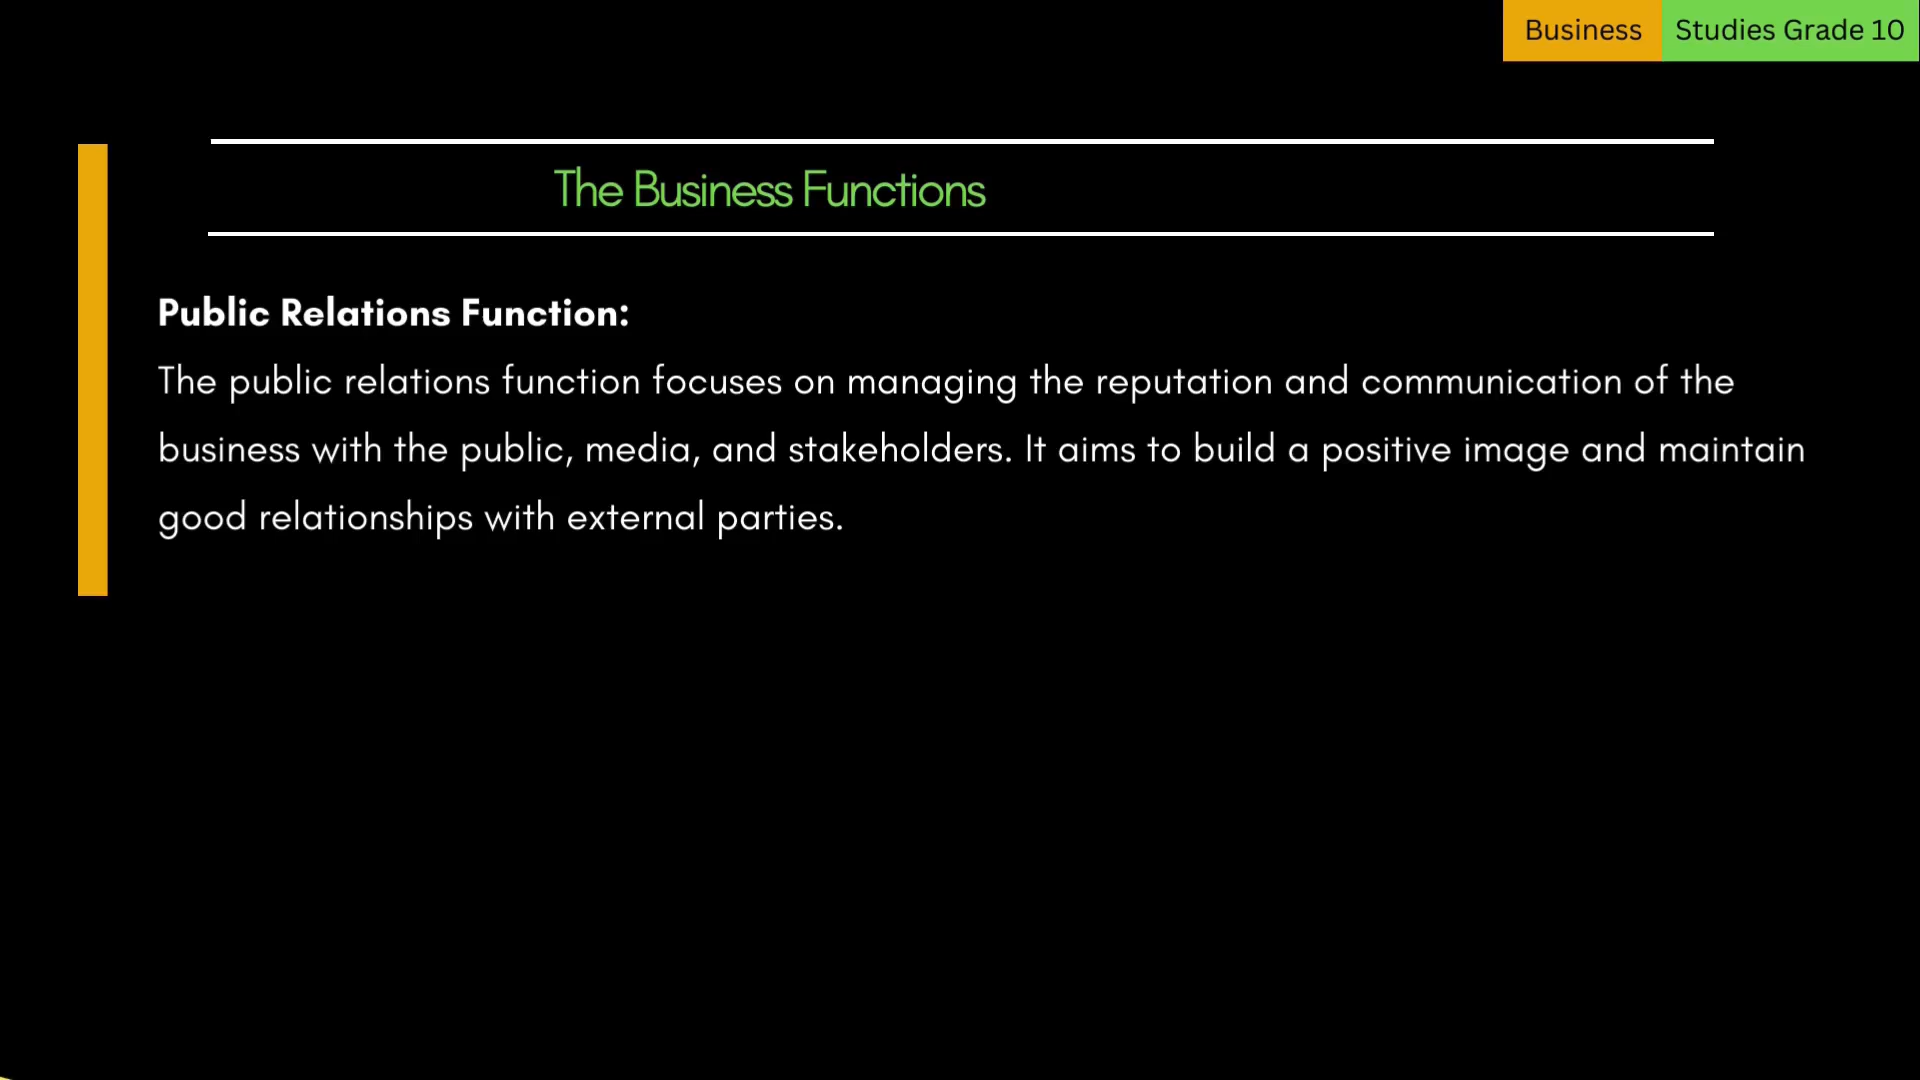 Business Studies Grade 10
The Business Functions
Public Relations Function:
The public relations function focuses on managing the reputation and communication of the
business with the public, media, and stakeholders. It aims to build a positive image and maintain
good relationships with external parties.